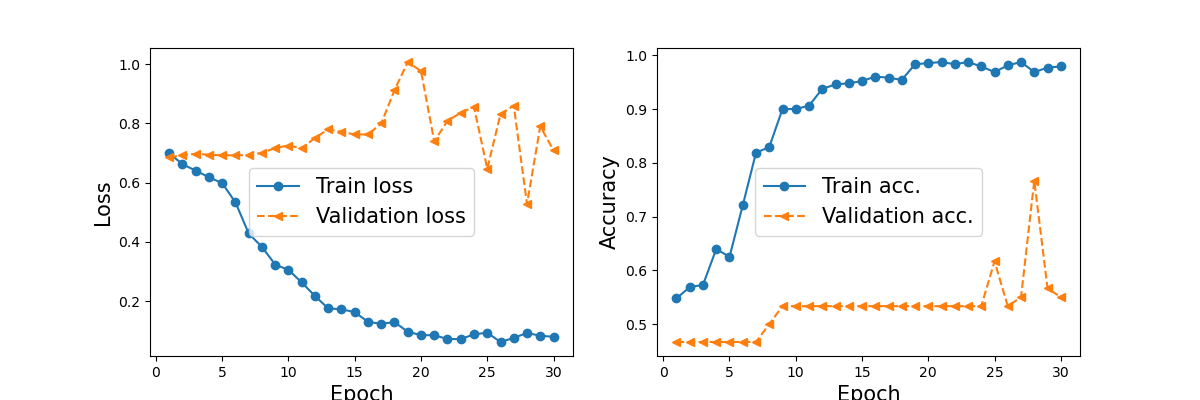 1.0
0.8
0.6
0.4
0.2
Loss
Train loss
Validation loss
0 5 10 15 20 25 30
Epoch
1.0
0.9
0.8
0.7
0.6
0.5
Accuracy
Train acc.
Validation acc.
0 5 10 15 20 25 30
Epoch